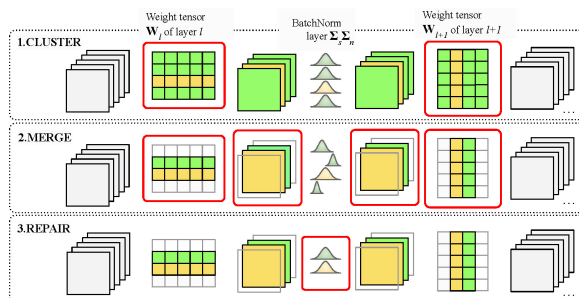 Weight tensor
W_l of layer l
BatchNorm
layer Σ_s Σ_n
Weight tensor
W_{l+1} of layer l+1
1.CLUSTER
...
2.MERGE
...
3.REPAIR
...